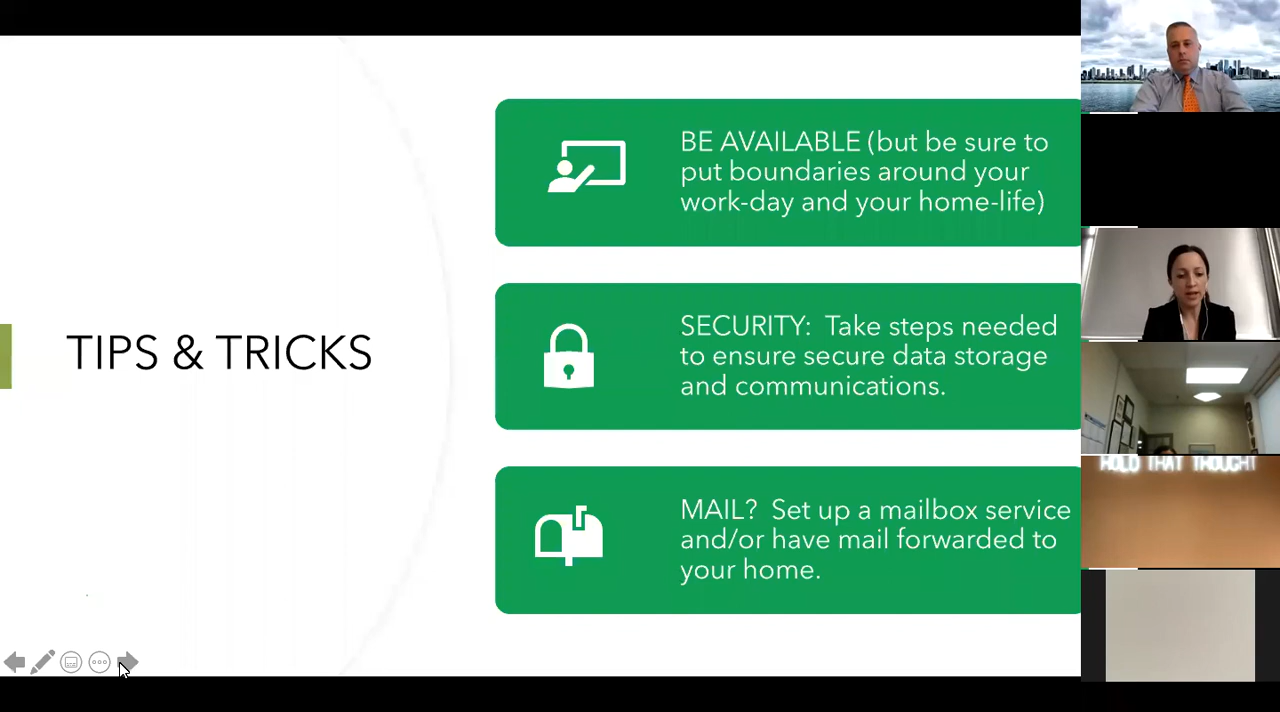 TIPS & TRICKS
BE AVAILABLE (but be sure to
put boundaries around your
work-day and your home-life)
SECURITY:  Take steps needed
to ensure secure data storage
and communications.
MAIL?  Set up a mailbox service
and/or have mail forwarded to
your home.
HOLD THAT THOUGHT